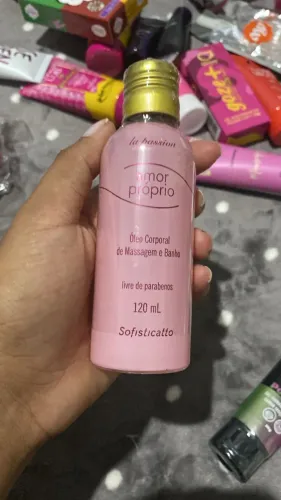 la passion
amor
próprio
Óleo Corporal
de Massagem e Banho
livre de parabenos
120 mL
Sofisticatto